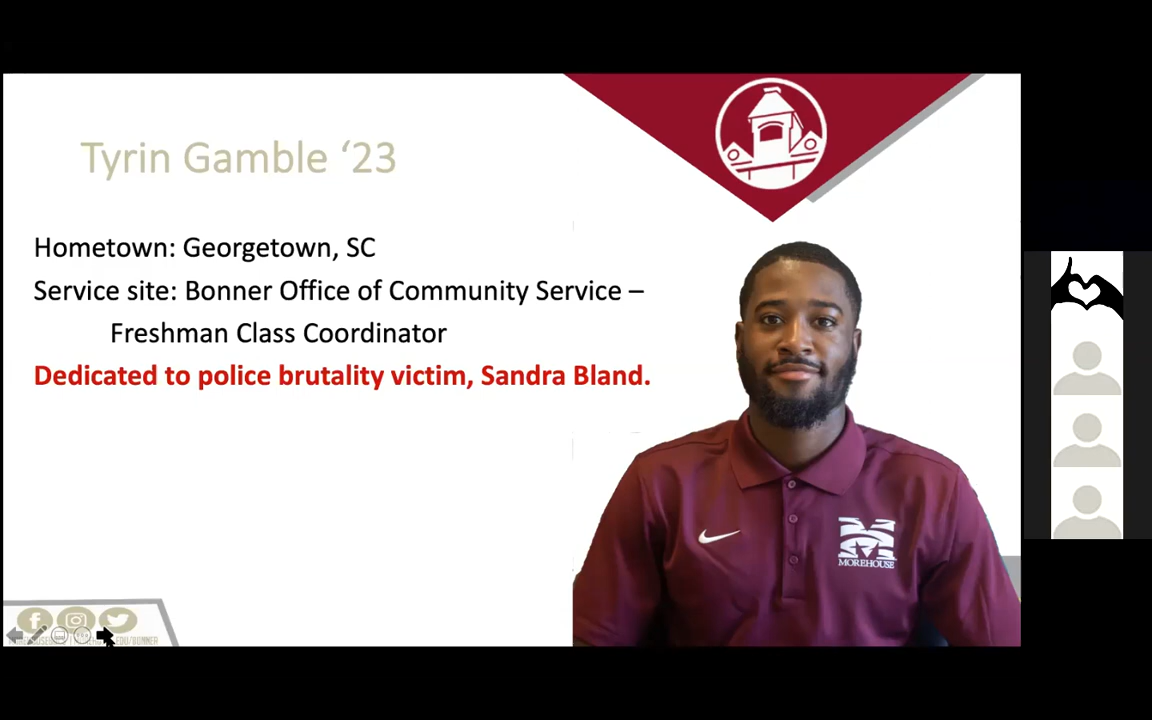 Tyrin Gamble ‘23
Hometown: Georgetown, SC
Service site: Bonner Office of Community Service –
Freshman Class Coordinator
Dedicated to police brutality victim, Sandra Bland.
MOREHOUSE